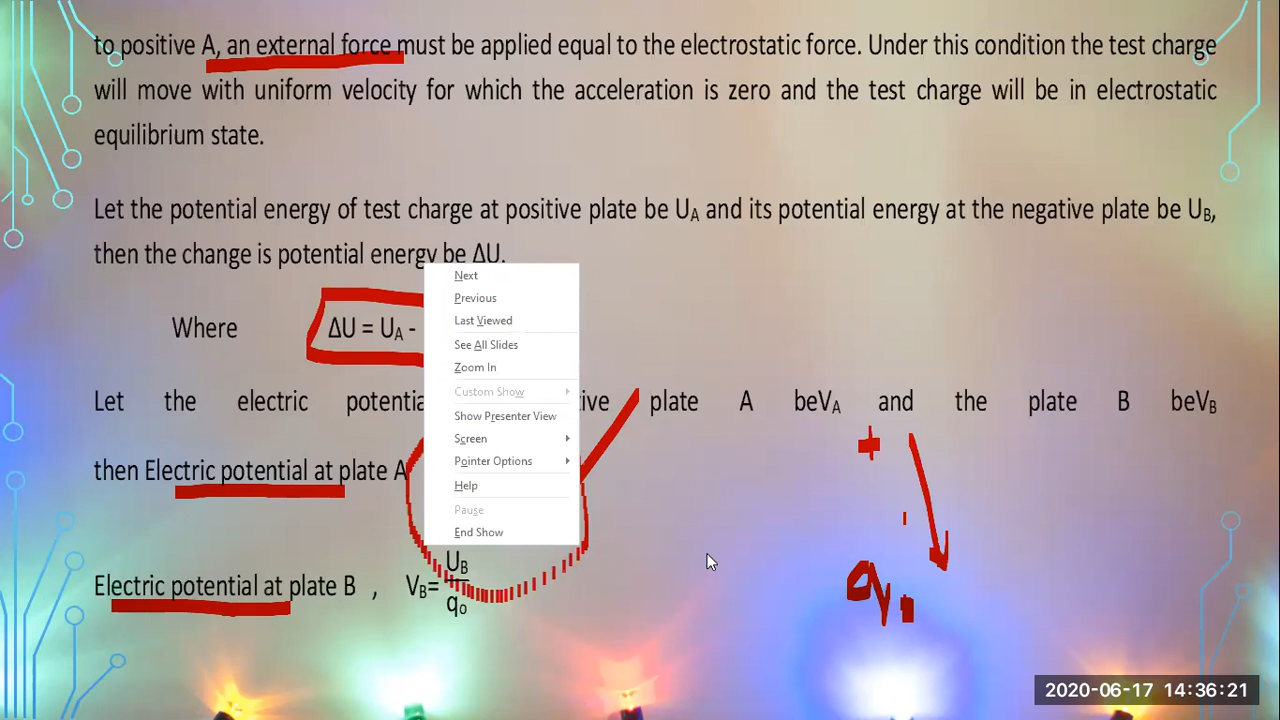 to positive A, an external force must be applied equal to the electrostatic force. Under this condition the test charge
will move with uniform velocity for which the acceleration is zero and the test charge will be in electrostatic
equilibrium state.
Let the potential energy of test charge at positive plate be UA and its potential energy at the negative plate be UB,
then the change is potential energy be ΔU.
Where ΔU = UA -
Let the electric plate A beVA and the plate B beVB
then Electric potential at plate A
Electric potential at plate B , VB= UB
qo
Next
Previous
Last Viewed
See All Slides
Zoom In
Custom Show
Show Presenter View
Screen
Pointer Options
Help
Pause
End Show
+
2020-06-17 14:36:21